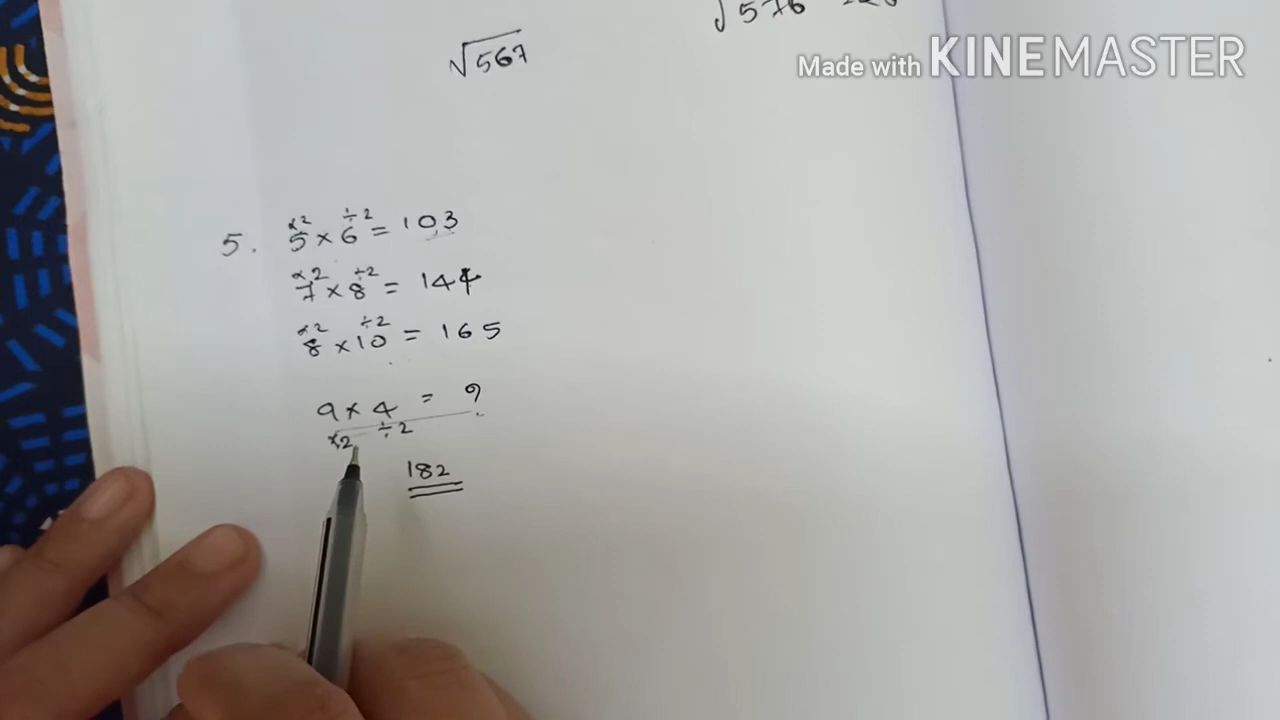 √576
Made with KINEMASTER
√567
×2 ÷2
5. 5 × 6 = 103
×2 ÷2
7 × 8 = 144
×2 ÷2
8 × 10 = 165
9 × 4 = ?
×2 ÷2
182